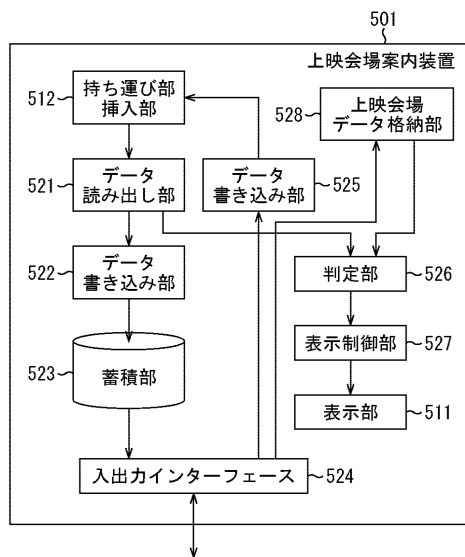 501
上映会場案内装置
512
持ち運び部
挿入部
528
上映会場
データ格納部
521
データ
読み出し部
データ
書き込み部
525
522
データ
書き込み部
判定部
526
523
蓄積部
表示制御部
527
表示部
511
入出力インターフェース
524